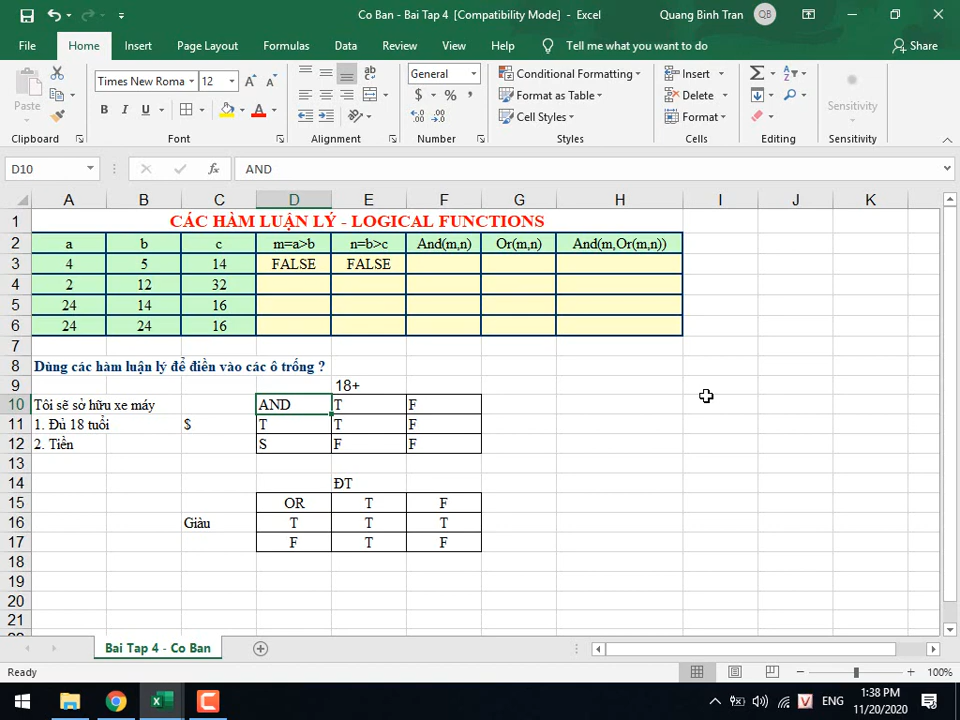 Co Ban - Bai Tap 4 [Compatibility Mode] - Excel
Quang Binh Tran
QB
File Home Insert Page Layout Formulas Data Review View Help Tell me what you want to do Share
Paste
Clipboard
Times New Roma 12
B I U
A A
Font
Alignment
General
$ % ,
Number
Conditional Formatting
Format as Table
Cell Styles
Styles
Insert
Delete
Format
Cells
Editing
Sensitivity
Sensitivity
D10 fx AND
A B C D E F G H I J K
1 CÁC HÀM LUẬN LÝ - LOGICAL FUNCTIONS
2 a b c m=a>b n=b>c And(m,n) Or(m,n) And(m,Or(m,n))
3 4 5 14 FALSE FALSE
4 2 12 32
5 24 14 16
6 24 24 16
7
8 Dùng các hàm luận lý để điền vào các ô trống ?
9 18+
10 Tôi sẽ sở hữu xe máy AND T F
11 1. Đủ 18 tuổi $ T T F
12 2. Tiền S F F
13
14 ĐT
15 OR T F
16 Giàu T T T
17 F T F
18
19
20
21
Bai Tap 4 - Co Ban
Ready
100%
ENG
1:38 PM
11/20/2020